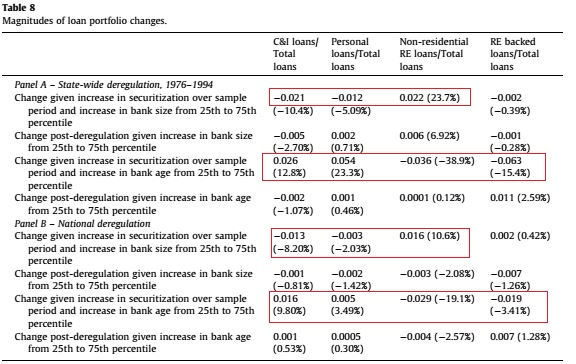 Table 8
Magnitudes of loan portfolio changes.
C&I loans/ Personal Non-residential RE backed
Total loans/Total RE loans/Total loans/Total
loans loans loans loans
Panel A – State-wide deregulation, 1976–1994
Change given increase in securitization over sample −0.021 −0.012 0.022 (23.7%) −0.002
period and increase in bank size from 25th to 75th (−10.4%) (−5.09%) (−0.39%)
percentile
Change post-deregulation given increase in bank size −0.005 0.002 0.006 (6.92%) −0.001
from 25th to 75th percentile (−2.70%) (0.71%) (−0.28%)
Change given increase in securitization over sample 0.026 0.054 −0.036 (−38.9%) −0.063
period and increase in bank age from 25th to 75th (12.8%) (23.3%) (−15.4%)
percentile
Change post-deregulation given increase in bank age −0.002 0.001 0.0001 (0.12%) 0.011 (2.59%)
from 25th to 75th percentile (−1.07%) (0.46%)
Panel B – National deregulation
Change given increase in securitization over sample −0.013 −0.003 0.016 (10.6%) 0.002 (0.42%)
period and increase in bank size from 25th to 75th (−8.20%) (−2.03%)
percentile
Change post-deregulation given increase in bank size −0.001 −0.002 −0.003 (−2.08%) −0.007
from 25th to 75th percentile (−0.81%) (−1.42%) (−1.26%)
Change given increase in securitization over sample 0.016 0.005 −0.029 (−19.1%) −0.019
period and increase in bank age from 25th to 75th (9.80%) (3.49%) (−3.41%)
percentile
Change post-deregulation given increase in bank age 0.001 0.0005 −0.004 (−2.57%) 0.007 (1.28%)
from 25th to 75th percentile (0.53%) (0.30%)